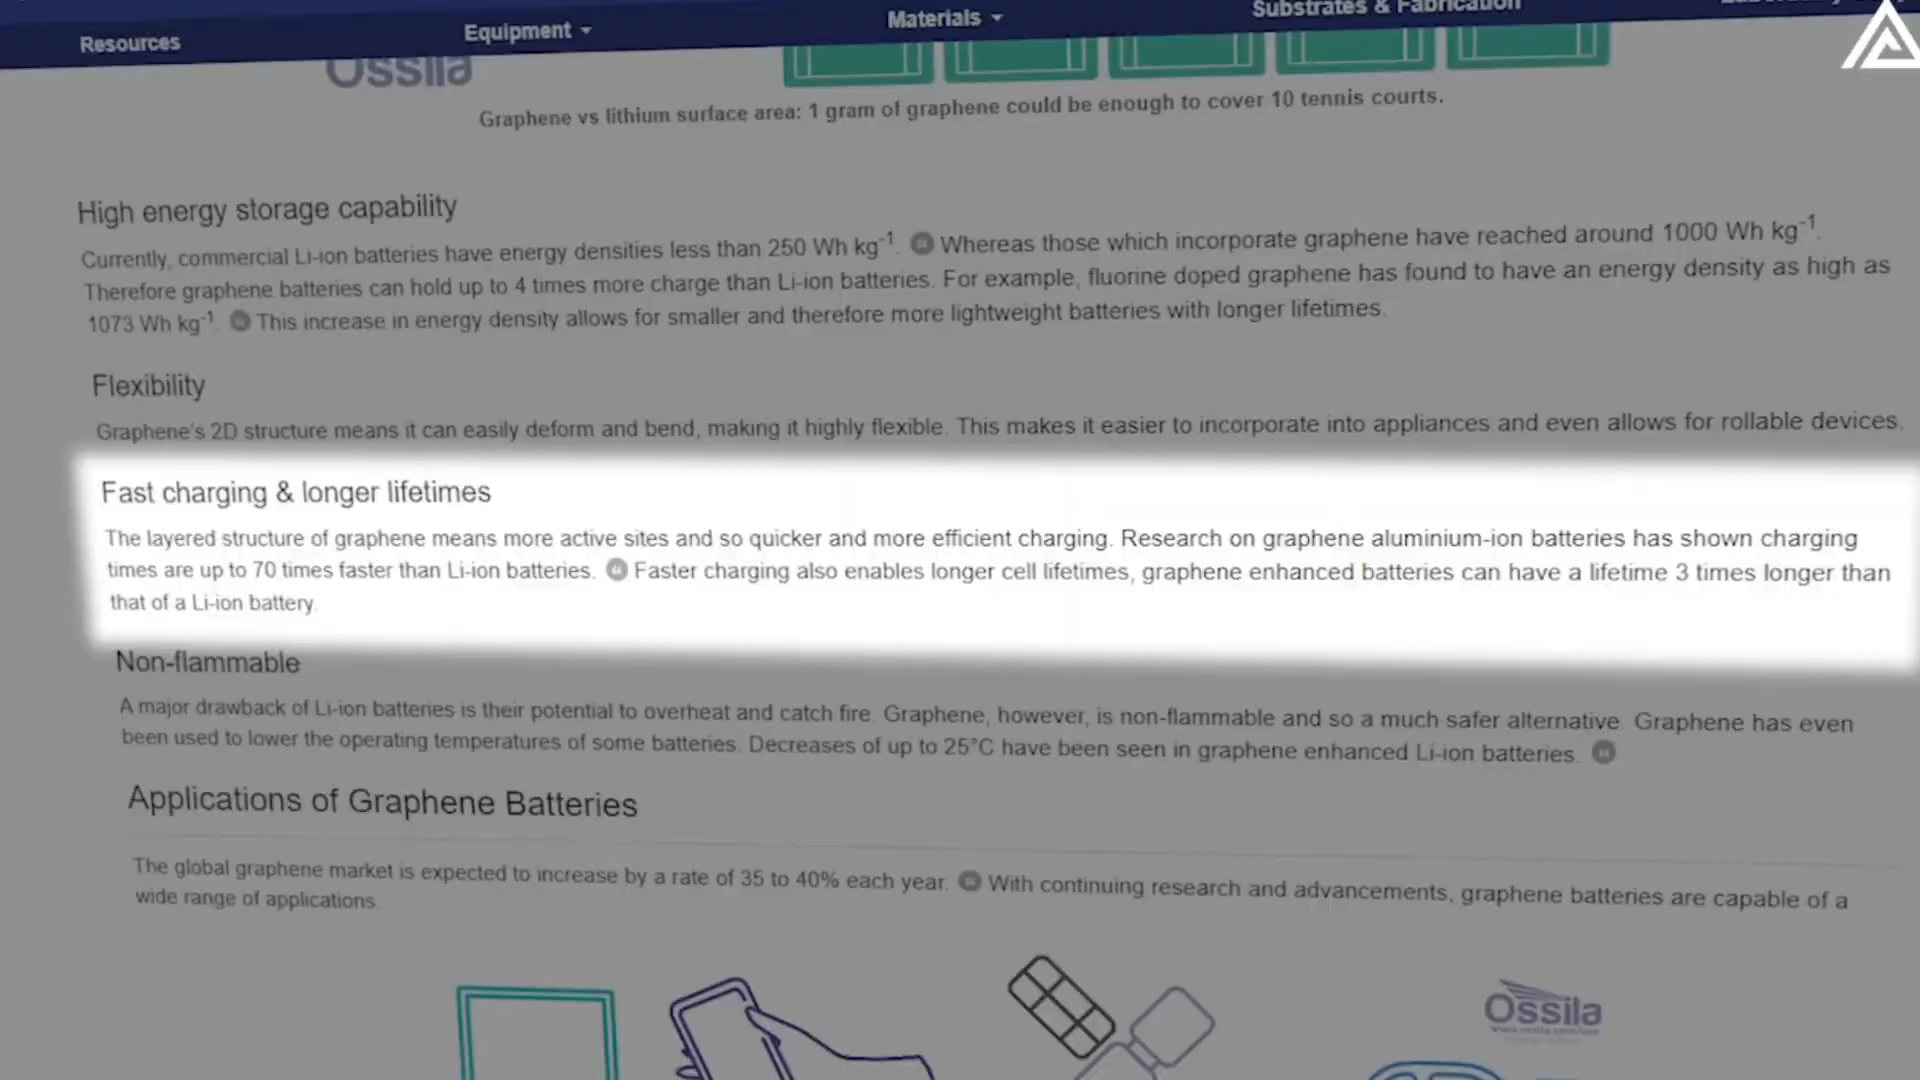 Resources
Equipment
Materials
Substrates & Fabrication
Ossila
Graphene vs lithium surface area: 1 gram of graphene could be enough to cover 10 tennis courts.
High energy storage capability
Currently, commercial Li-ion batteries have energy densities less than 250 Wh kg⁻¹. Whereas those which incorporate graphene have reached around 1000 Wh kg⁻¹.
Therefore graphene batteries can hold up to 4 times more charge than Li-ion batteries. For example, fluorine doped graphene has found to have an energy density as high as
1073 Wh kg⁻¹ This increase in energy density allows for smaller and therefore more lightweight batteries with longer lifetimes.
Flexibility
Graphene's 2D structure means it can easily deform and bend, making it highly flexible. This makes it easier to incorporate into appliances and even allows for rollable devices.
Fast charging & longer lifetimes
The layered structure of graphene means more active sites and so quicker and more efficient charging. Research on graphene aluminium-ion batteries has shown charging
times are up to 70 times faster than Li-ion batteries. Faster charging also enables longer cell lifetimes, graphene enhanced batteries can have a lifetime 3 times longer than
that of a Li-ion battery.
Non-flammable
A major drawback of Li-ion batteries is their potential to overheat and catch fire. Graphene, however, is non-flammable and so a much safer alternative. Graphene has even
been used to lower the operating temperatures of some batteries. Decreases of up to 25°C have been seen in graphene enhanced Li-ion batteries.
Applications of Graphene Batteries
The global graphene market is expected to increase by a rate of 35 to 40% each year. With continuing research and advancements, graphene batteries are capable of a
wide range of applications.
Ossila